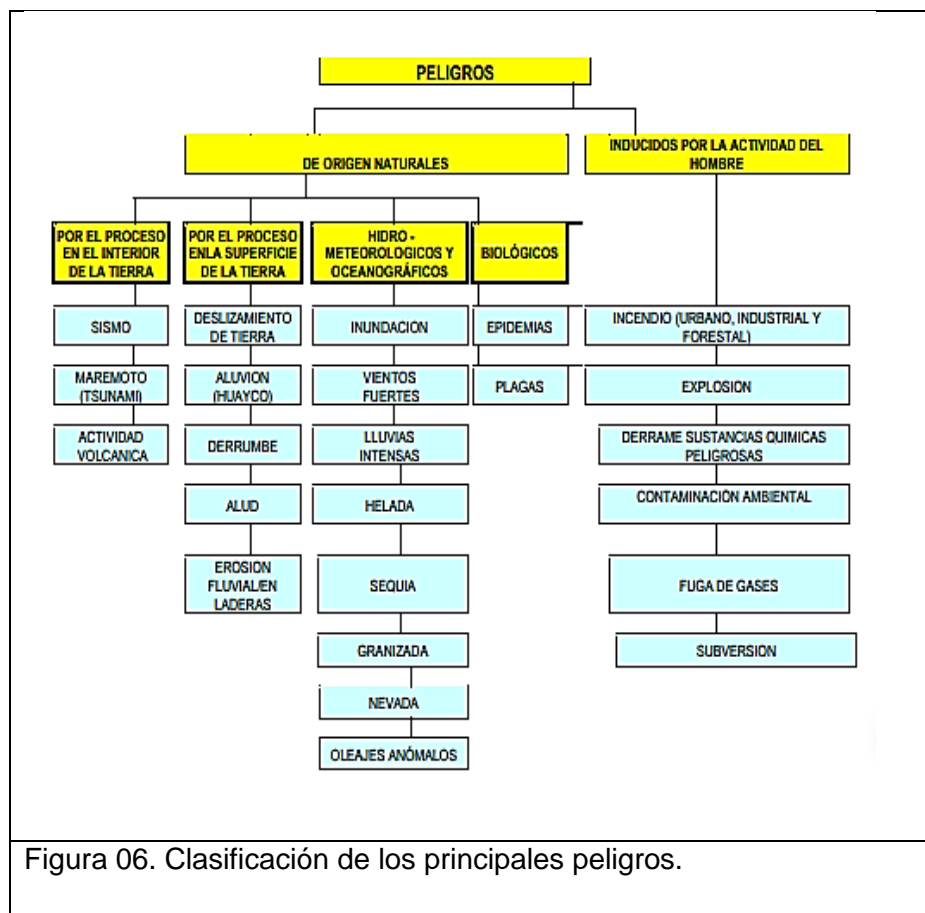 PELIGROS
DE ORIGEN NATURALES
INDUCIDOS POR LA ACTIVIDAD DEL
HOMBRE
POR EL PROCESO
EN EL INTERIOR
DE LA TIERRA
POR EL PROCESO
ENLA SUPERFICIE
DE LA TIERRA
HIDRO -
METEOROLOGICOS Y
OCEANOGRÁFICOS
BIOLÓGICOS
SISMO
MAREMOTO
(TSUNAMI)
ACTIVIDAD
VOLCANICA
DESLIZAMIENTO
DE TIERRA
ALUVION
(HUAYCO)
DERRUMBE
ALUD
EROSION
FLUVIAL/EN
LADERAS
INUNDACION
VIENTOS
FUERTES
LLUVIAS
INTENSAS
HELADA
SEQUIA
GRANIZADA
NEVADA
OLEAJES ANÓMALOS
EPIDEMIAS
PLAGAS
INCENDIO (URBANO, INDUSTRIAL Y
FORESTAL)
EXPLOSION
DERRAME SUSTANCIAS QUIMICAS
PELIGROSAS
CONTAMINACIÓN AMBIENTAL
FUGA DE GASES
SUBVERSION
Figura 06. Clasificación de los principales peligros.